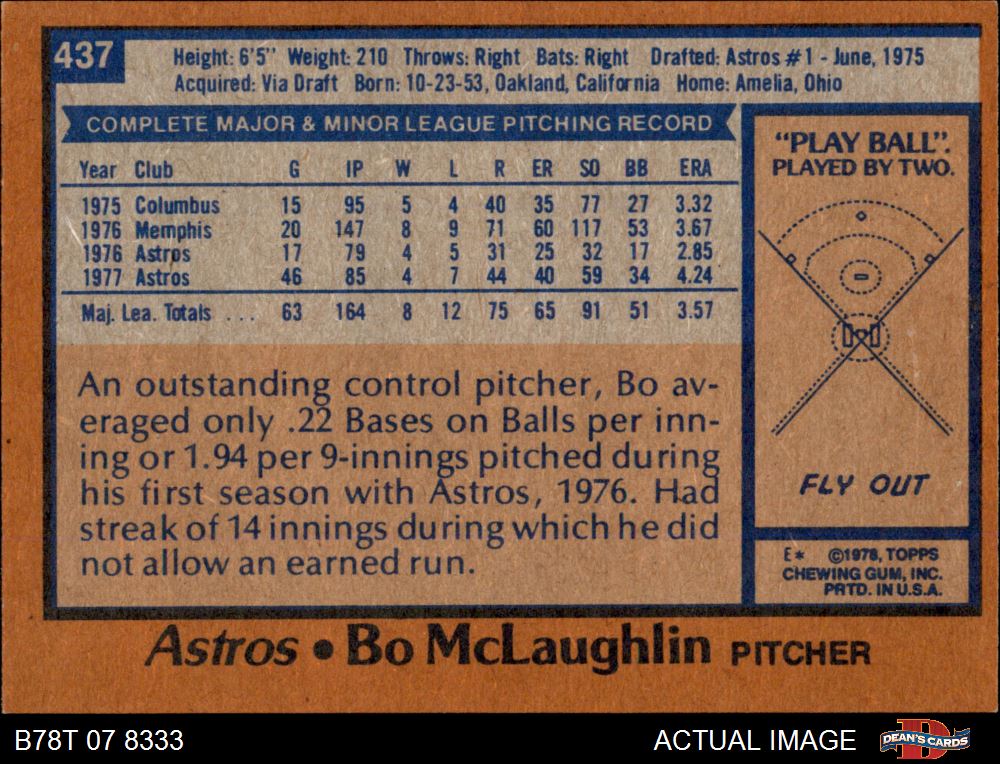 437
Height: 6'5" Weight: 210 Throws: Right Bats: Right Drafted: Astros #1 - June, 1975
Acquired: Via Draft Born: 10-23-53, Oakland, California Home: Amelia, Ohio
COMPLETE MAJOR & MINOR LEAGUE PITCHING RECORD
Year Club G IP W L R ER SO BB ERA
1975 Columbus 15 95 5 4 40 35 77 27 3.32
1976 Memphis 20 147 8 9 71 60 117 53 3.67
1976 Astros 17 79 4 5 31 25 32 17 2.85
1977 Astros 46 85 4 7 44 40 59 34 4.24
Maj. Lea. Totals ... 63 164 8 12 75 65 91 51 3.57
An outstanding control pitcher, Bo av-
eraged only .22 Bases on Balls per inn-
ing or 1.94 per 9-innings pitched during
his first season with Astros, 1976. Had
streak of 14 innings during which he did
not allow an earned run.
"PLAY BALL".
PLAYED BY TWO.
FLY OUT
E* ©1978, TOPPS
CHEWING GUM, INC.
PRTD. IN U.S.A.
Astros • Bo McLaughlin PITCHER
B78T 07 8333
ACTUAL IMAGE
D
DEAN'S CARDS